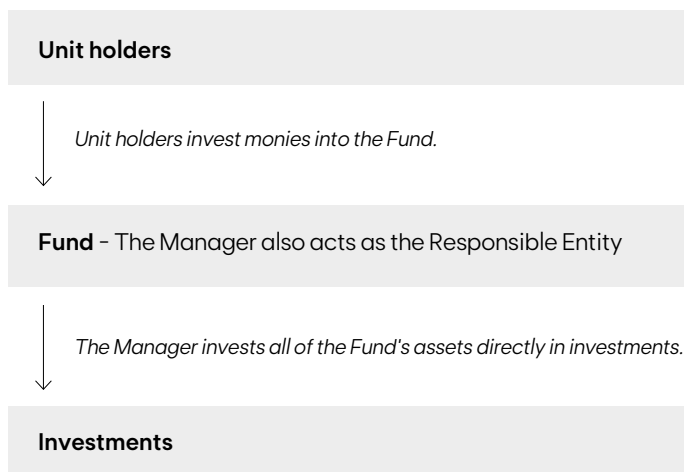 Unit holders
Unit holders invest monies into the Fund.
Fund - The Manager also acts as the Responsible Entity
The Manager invests all of the Fund's assets directly in investments.
Investments